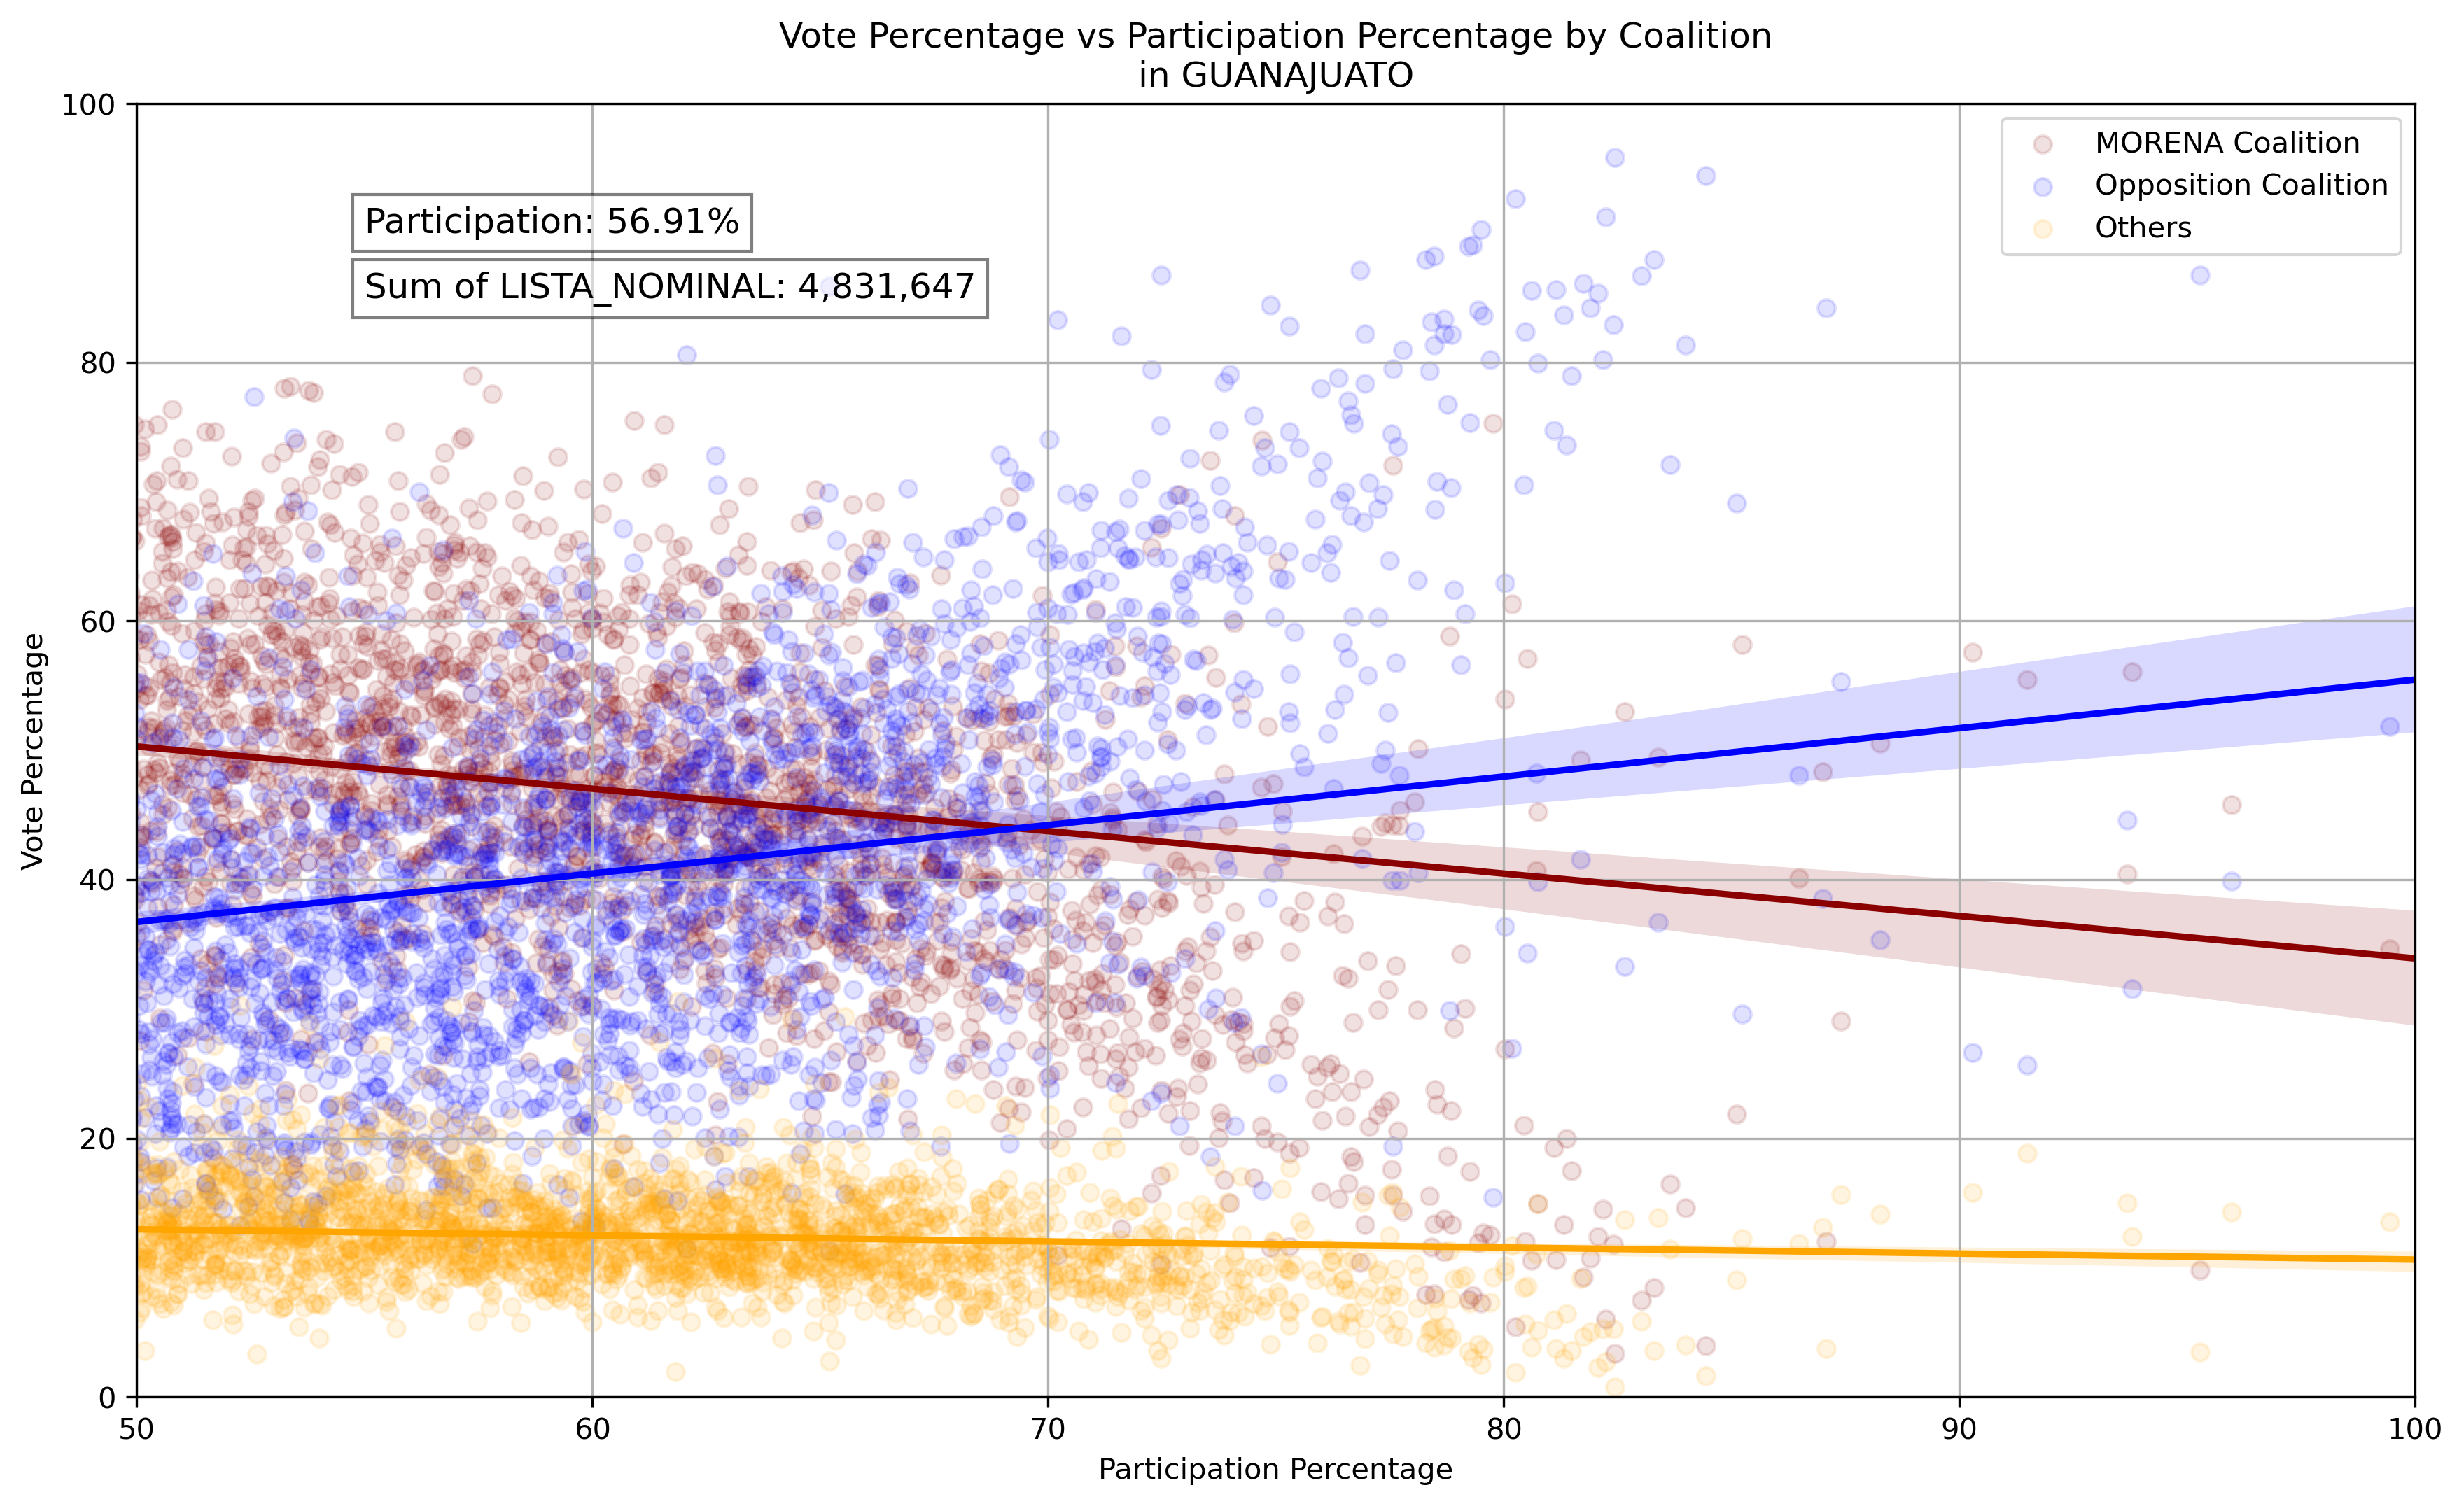 Vote Percentage vs Participation Percentage by Coalition
in GUANAJUATO
100
80
60
40
20
0
Vote Percentage
Participation: 56.91%
Sum of LISTA_NOMINAL: 4,831,647
MORENA Coalition
Opposition Coalition
Others
50
60
70
80
90
100
Participation Percentage